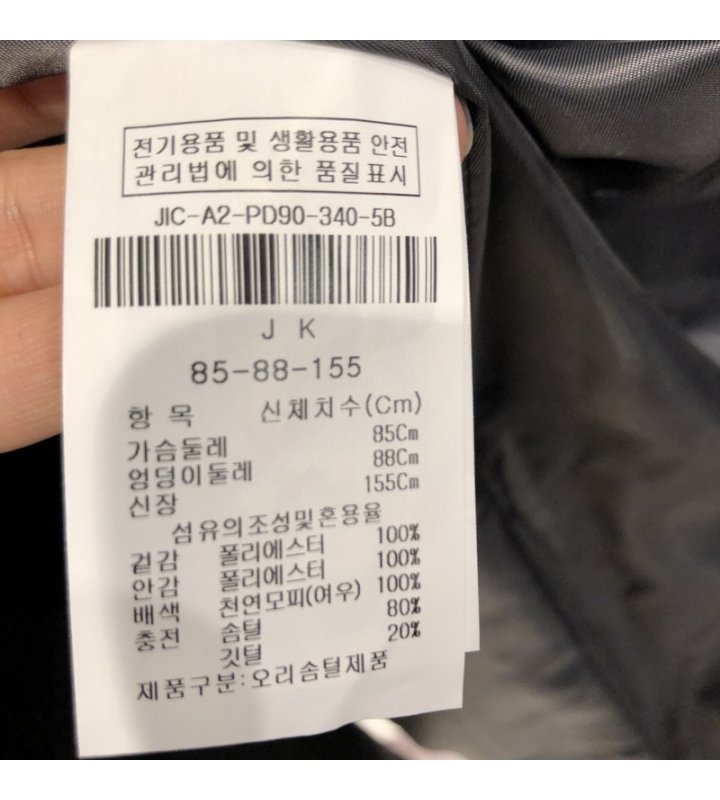 전기용품 및 생활용품 안전
관리법에 의한 품질표시
JIC-A2-PD90-340-5B
J K
85-88-155
항 목 신체치수(Cm)
가슴둘레 85Cm
엉덩이둘레 88Cm
신장 155Cm
섬유의조성및혼용율
겉감 폴리에스터 100%
안감 폴리에스터 100%
배색 천연모피(여우) 100%
충전 솜털 80%
깃털 20%
제품구분:오리솜털제품